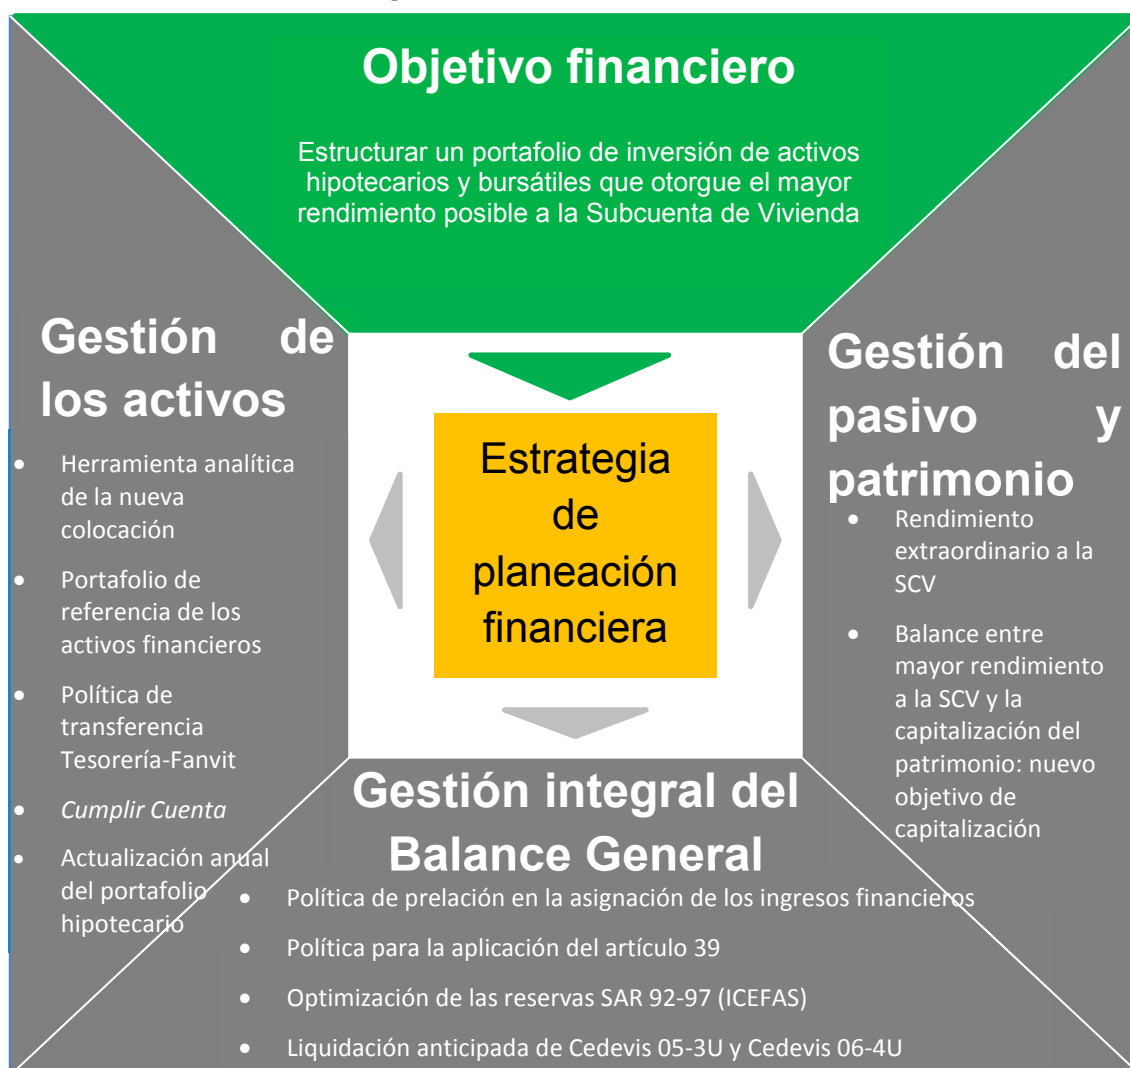 Objetivo financiero
Estructurar un portafolio de inversión de activos
hipotecarios y bursátiles que otorgue el mayor
rendimiento posible a la Subcuenta de Vivienda
Gestión de
los activos
• Herramienta analítica
de la nueva
colocación
• Portafolio de
referencia de los
activos financieros
• Política de
transferencia
Tesorería-Fanvit
• Cumplir Cuenta
• Actualización anual
del portafolio
hipotecario
Estrategia
de
planeación
financiera
Gestión del
pasivo y
patrimonio
• Rendimiento
extraordinario a la
SCV
• Balance entre
mayor rendimiento
a la SCV y la
capitalización del
patrimonio: nuevo
objetivo de
capitalización
Gestión integral del
Balance General
• Política de prelación en la asignación de los ingresos financieros
• Política para la aplicación del artículo 39
• Optimización de las reservas SAR 92-97 (ICEFAS)
• Liquidación anticipada de Cedevis 05-3U y Cedevis 06-4U